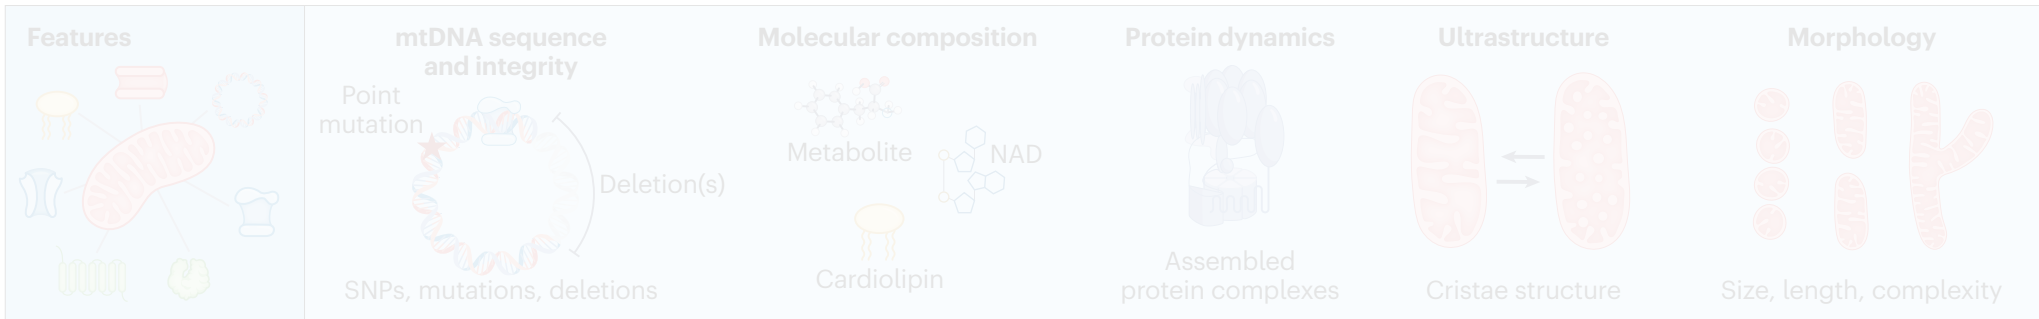 Features
mtDNA sequence
and integrity
Point
mutation
Deletion(s)
SNPs, mutations, deletions
Molecular composition
Metabolite
NAD
Cardiolipin
Protein dynamics
Assembled
protein complexes
Ultrastructure
Cristae structure
Morphology
Size, length, complexity